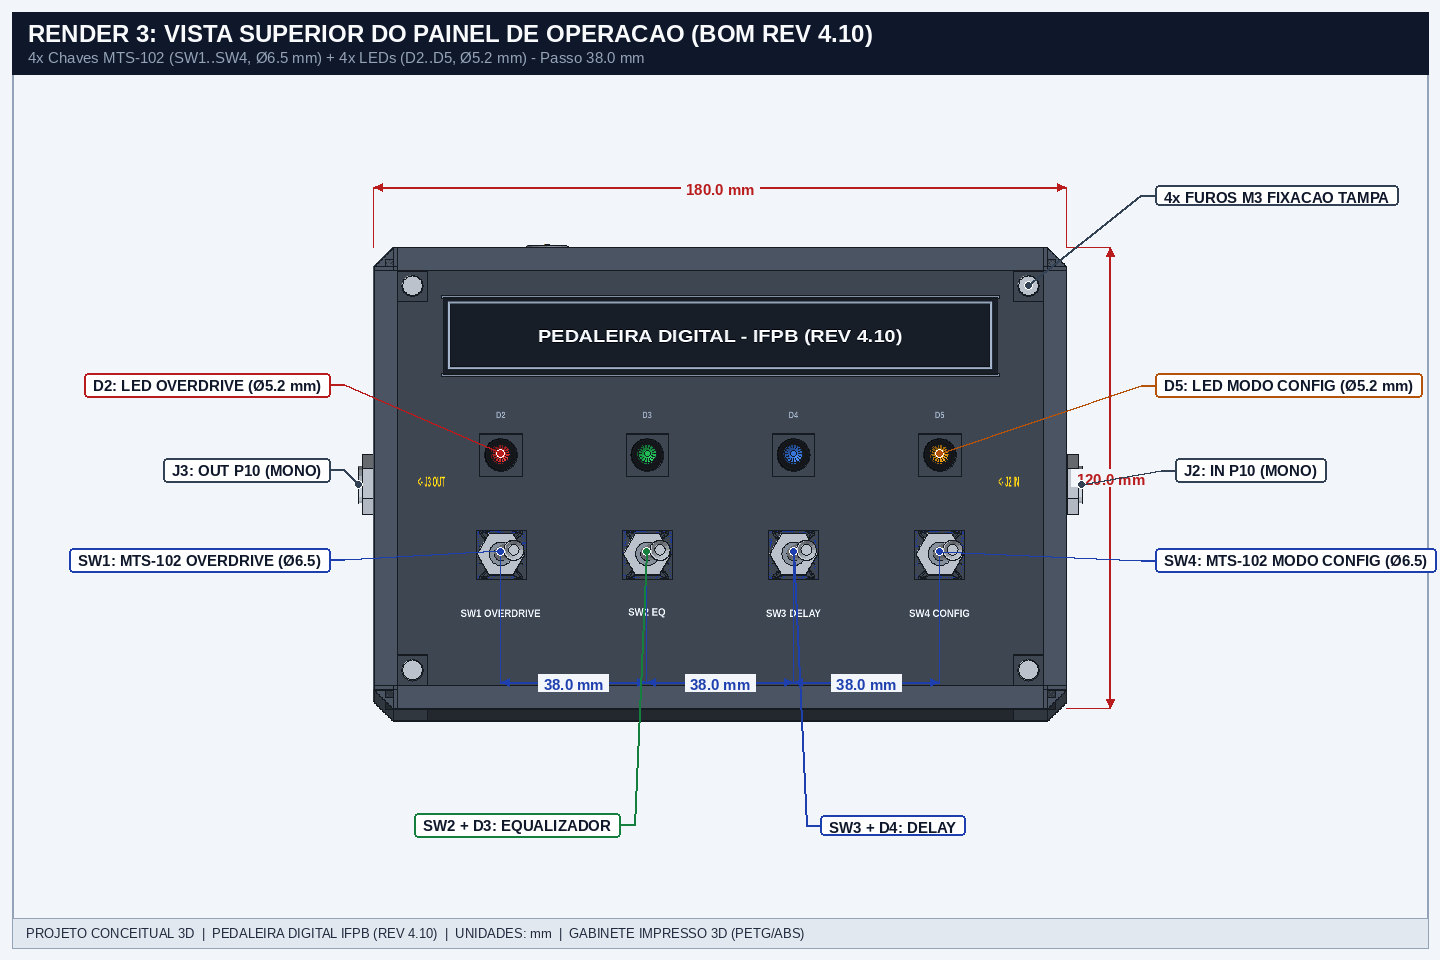 RENDER 3: VISTA SUPERIOR DO PAINEL DE OPERACAO (BOM REV 4.10)
4x Chaves MTS-102 (SW1..SW4, Ø6.5 mm) + 4x LEDs (D2..D5, Ø5.2 mm) - Passo 38.0 mm
180.0 mm
4x FUROS M3 FIXACAO TAMPA
PEDALEIRA DIGITAL - IFPB (REV 4.10)
D2: LED OVERDRIVE (Ø5.2 mm)
D5: LED MODO CONFIG (Ø5.2 mm)
D2
D3
D4
D5
J3: OUT P10 (MONO)
J2: IN P10 (MONO)
<- J3 OUT
<- J2 IN
120.0 mm
SW1: MTS-102 OVERDRIVE (Ø6.5)
SW4: MTS-102 MODO CONFIG (Ø6.5)
SW1 OVERDRIVE
SW2 EQ
SW3 DELAY
SW4 CONFIG
38.0 mm
38.0 mm
38.0 mm
SW2 + D3: EQUALIZADOR
SW3 + D4: DELAY
PROJETO CONCEITUAL 3D | PEDALEIRA DIGITAL IFPB (REV 4.10) | UNIDADES: mm | GABINETE IMPRESSO 3D (PETG/ABS)